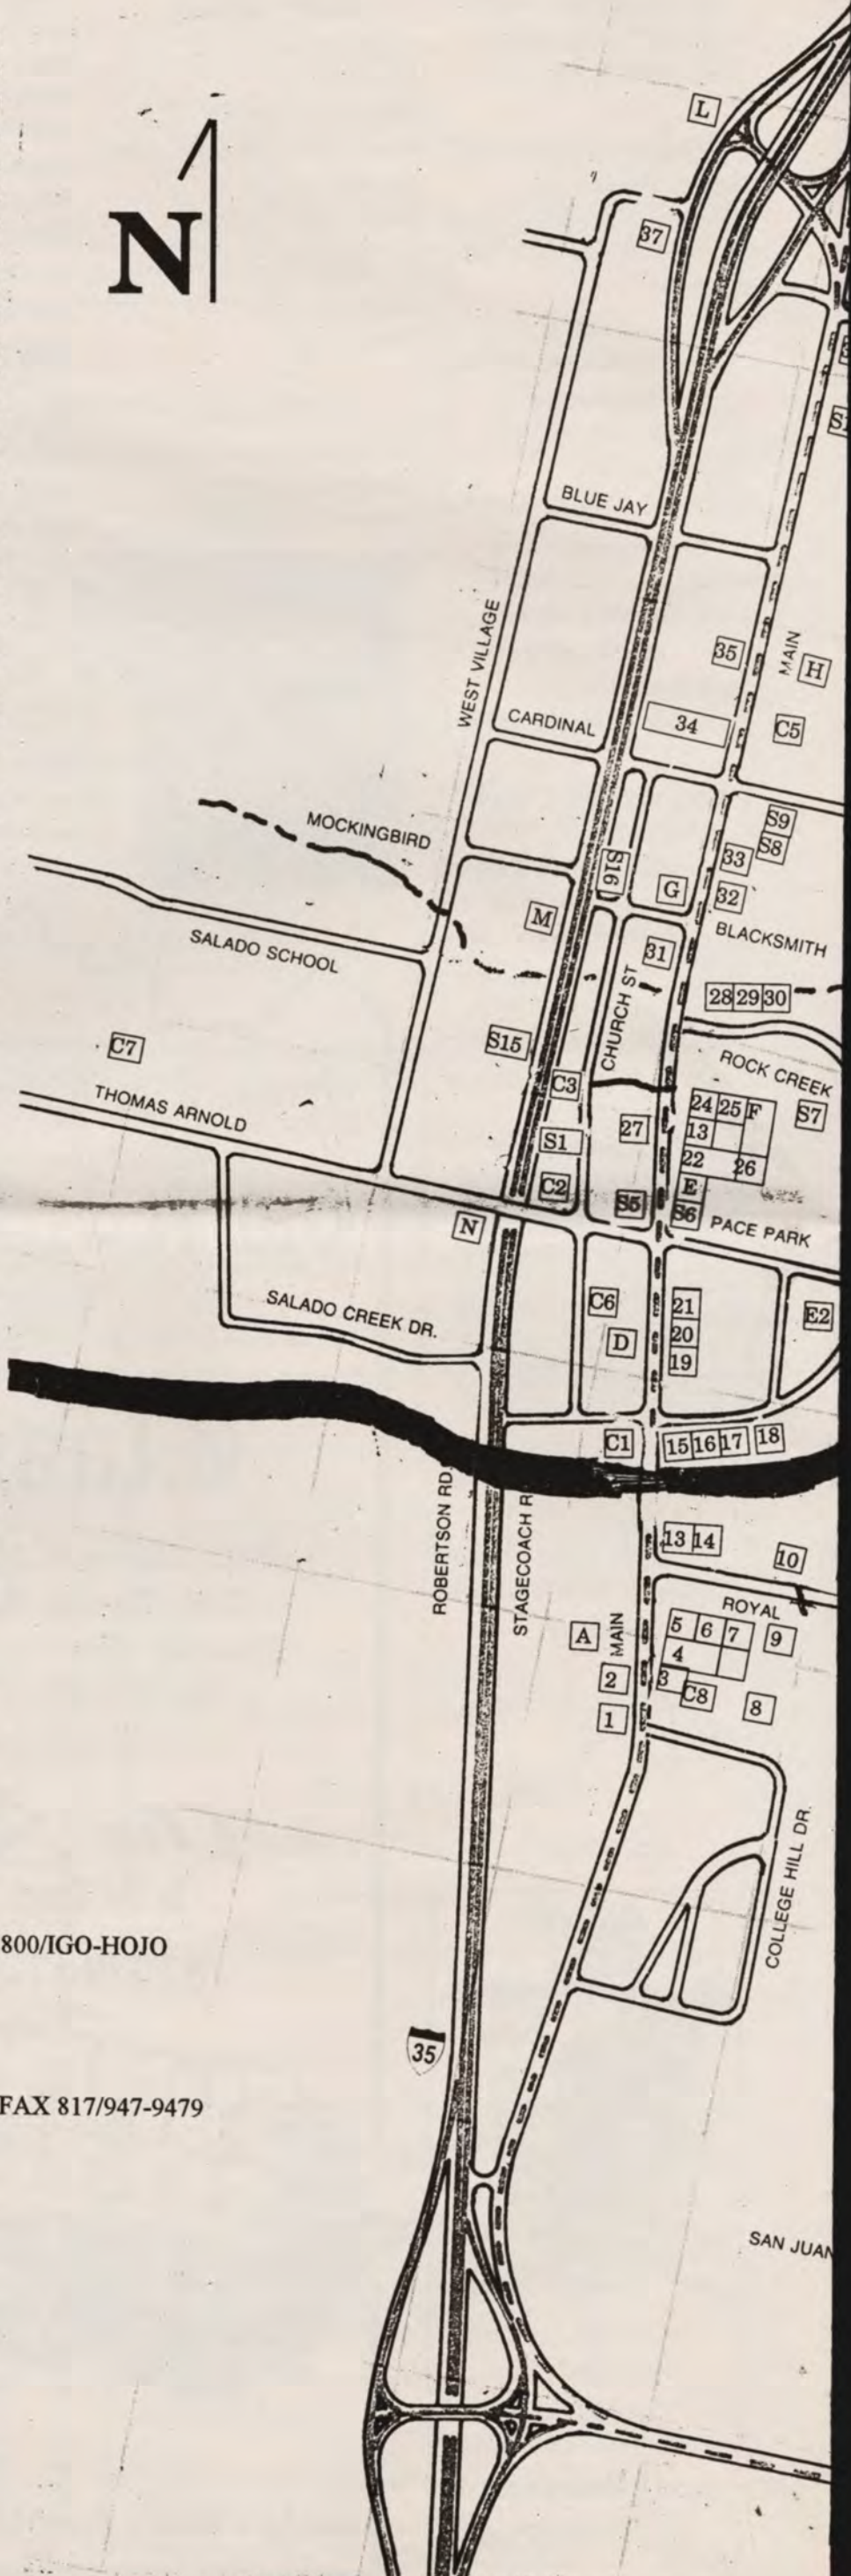 L
N
37
BLUE JAY
WEST VILLAGE
35
MAIN
H
CARDINAL
34
C5
MOCKINGBIRD
S9
S8
33
S16
G
32
M
BLACKSMITH
SALADO SCHOOL
31
28 29 30
CHURCH ST
S15
C7
ROCK CREEK
C3
THOMAS ARNOLD
24 25 F
S7
27
13
S1
22 26
C2
E
S5
S6
N
PACE PARK
SALADO CREEK DR.
C6
21
E2
D
20
19
C1
15 16 17 18
ROBERTSON RD
STAGECOACH R
13 14
10
ROYAL
A
MAIN
5 6 7 9
4
2
3
C8
8
1
COLLEGE HILL DR.
800/IGO-HOJO
35
FAX 817/947-9479
SAN JUAN